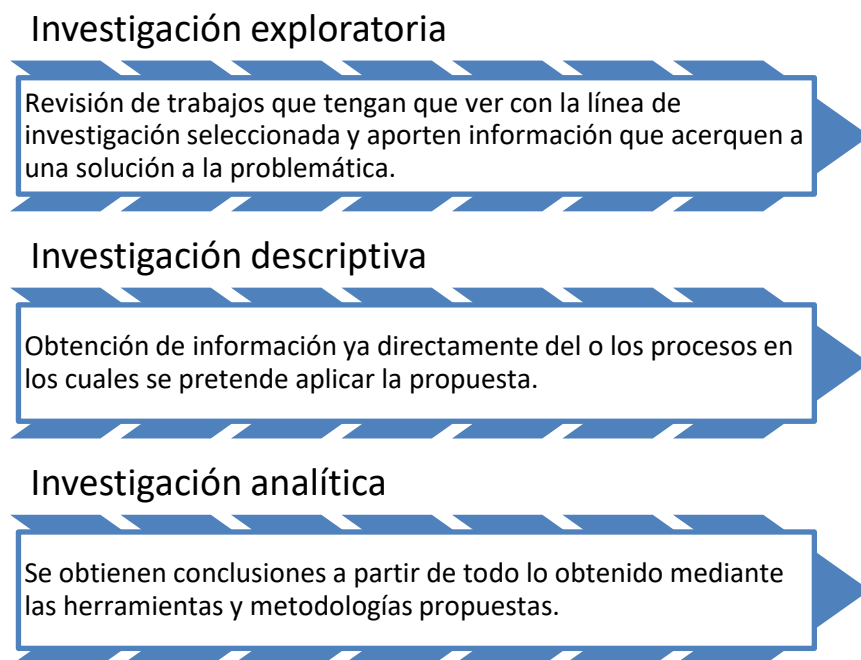 Investigación exploratoria
Revisión de trabajos que tengan que ver con la línea de
investigación seleccionada y aporten información que acerquen a
una solución a la problemática.
Investigación descriptiva
Obtención de información ya directamente del o los procesos en
los cuales se pretende aplicar la propuesta.
Investigación analítica
Se obtienen conclusiones a partir de todo lo obtenido mediante
las herramientas y metodologías propuestas.